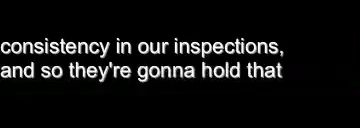 consistency in our inspections,
and so they're gonna hold that